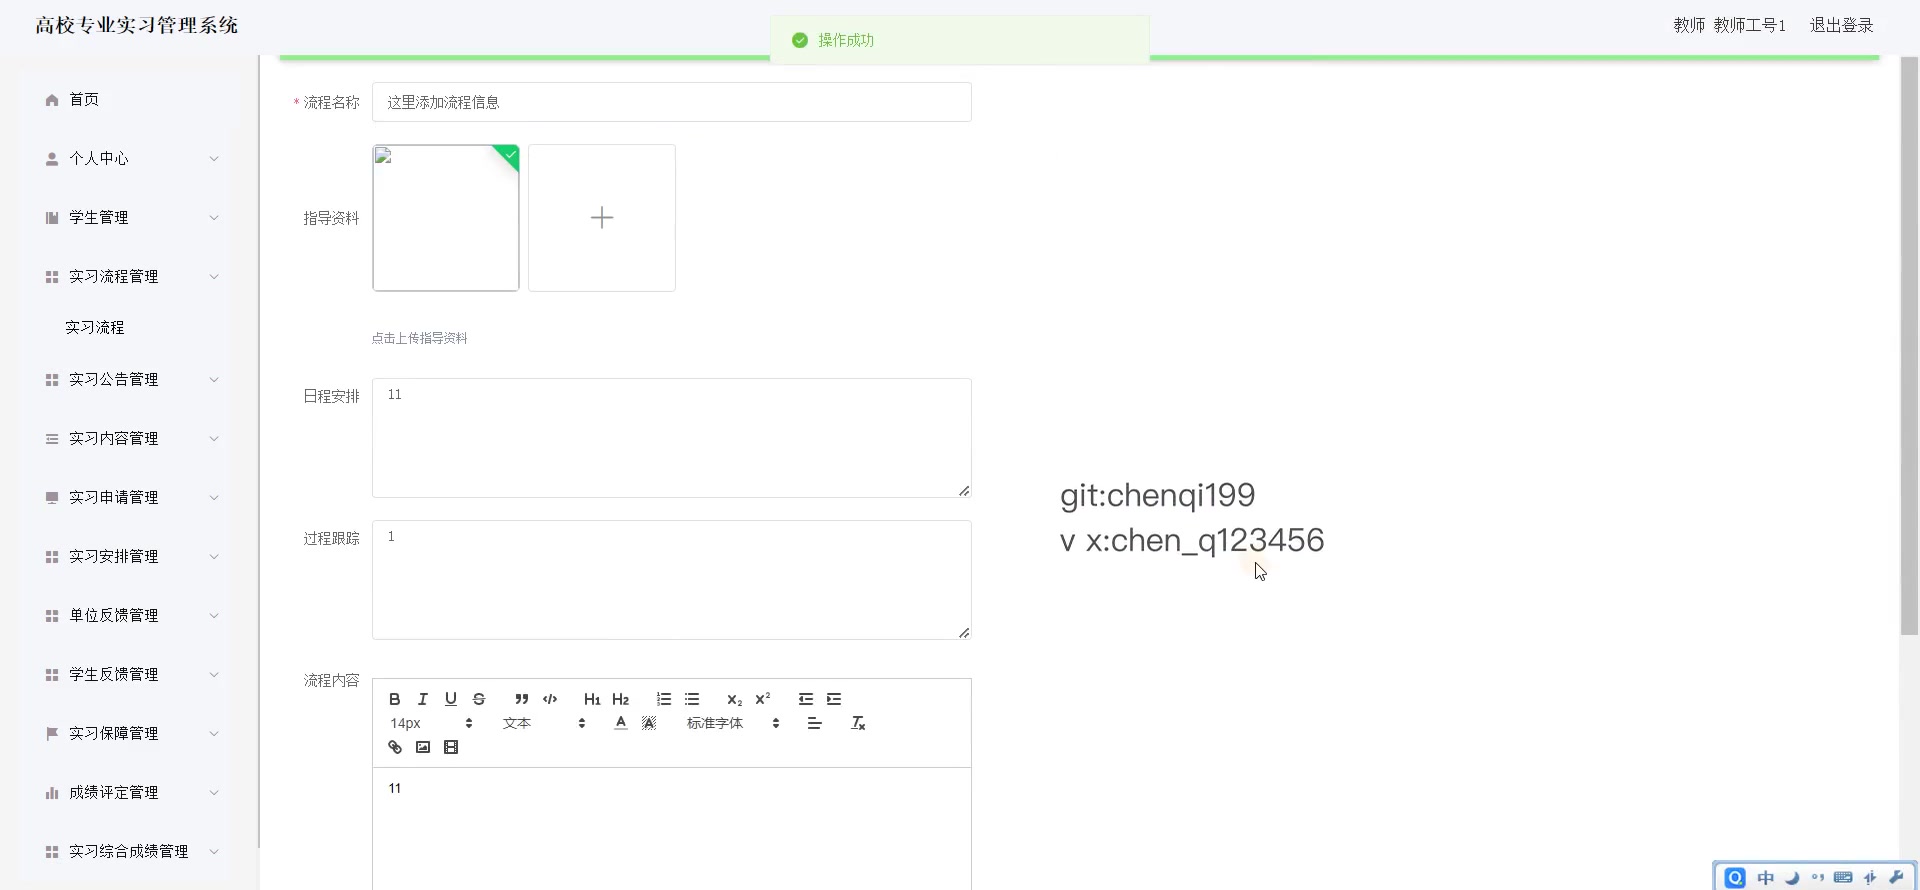 高校专业实习管理系统
操作成功
教师 教师工号1 退出登录
首页
个人中心
学生管理
实习流程管理
实习流程
实习公告管理
实习内容管理
实习申请管理
实习安排管理
单位反馈管理
学生反馈管理
实习保障管理
成绩评定管理
实习综合成绩管理
* 流程名称 这里添加流程信息
指导资料
点击上传指导资料
日程安排 11
过程跟踪 1
流程内容
B I U S H1 H2 X2 X2
14px 文本 A A 标准字体 Tx
11
git:chenqi199
v x:chen_q123456
中